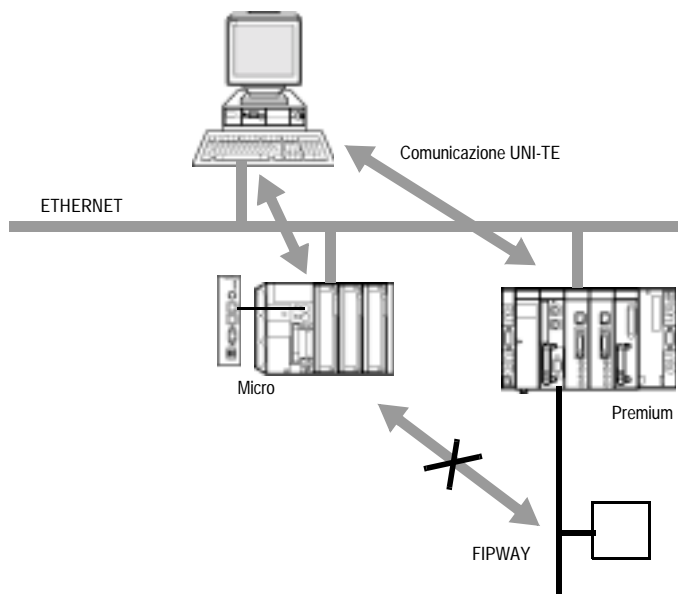 Comunicazione UNI-TE
ETHERNET
Micro
Premium
FIPWAY